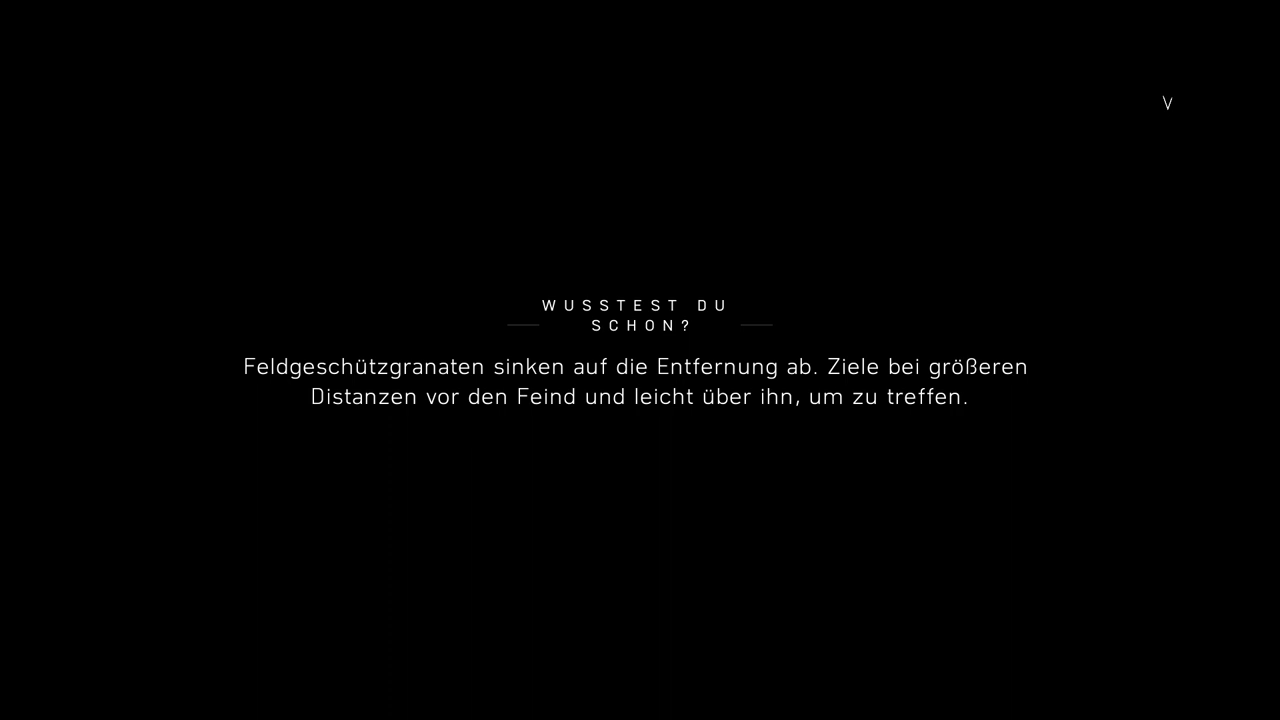 V
WUSSTEST DU
SCHON?
Feldgeschützgranaten sinken auf die Entfernung ab. Ziele bei größeren
Distanzen vor den Feind und leicht über ihn, um zu treffen.